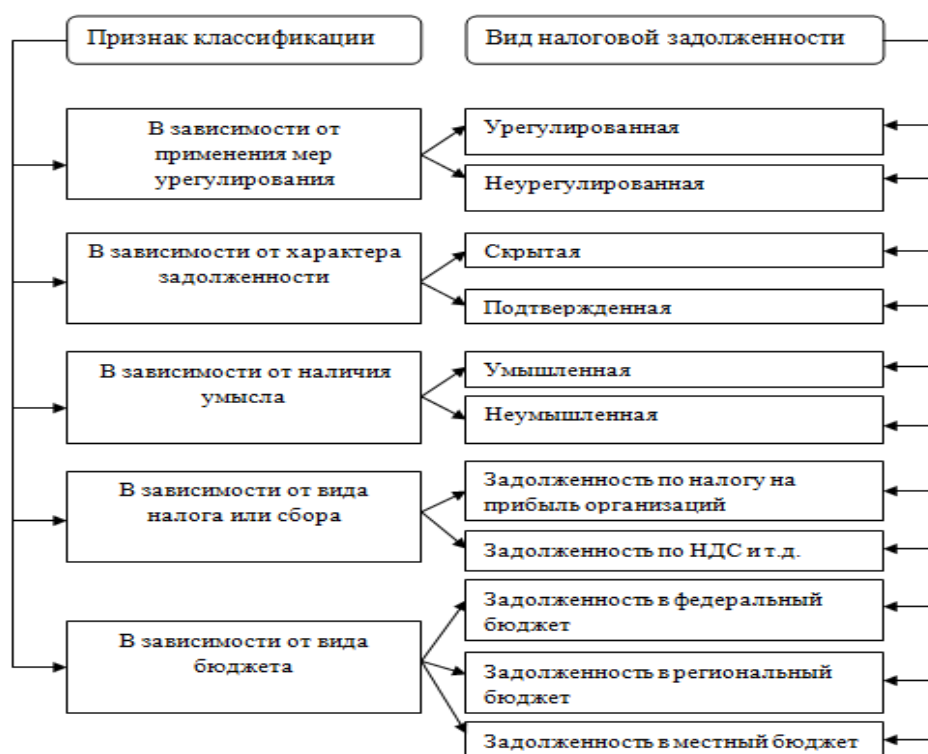 Признак классификации
Вид налоговой задолженности
В зависимости от
применения мер
урегулирования
Урегулированная
Неурегулированная
В зависимости от характера
задолженности
Скрытая
Подтвержденная
В зависимости от наличия
умысла
Умышленная
Неумышленная
В зависимости от вида
налога или сбора
Задолженность по налогу на
прибыль организаций
Задолженность по НДС и т.д.
В зависимости от вида
бюджета
Задолженность в федеральный
бюджет
Задолженность в региональный
бюджет
Задолженность в местный бюджет